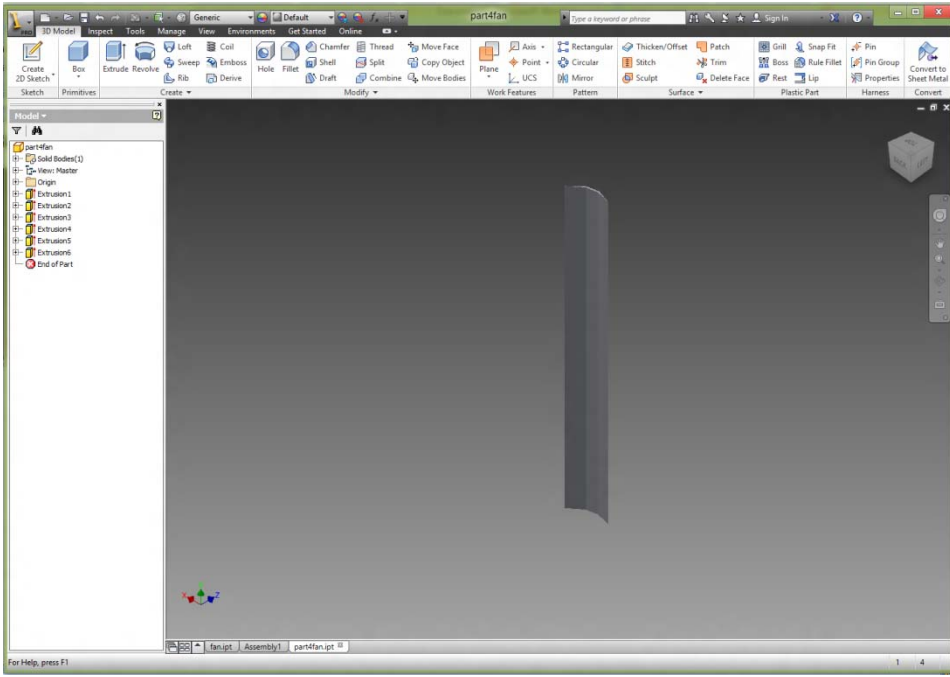 Generic
Default
part4fan
Type a keyword or phrase
Sign In
PRO
3D Model Inspect Tools Manage View Environments Get Started Online
Create
2D Sketch
Box
Extrude Revolve
Loft
Sweep
Rib
Coil
Emboss
Derive
Hole Fillet
Chamfer
Shell
Draft
Thread
Split
Combine
Move Face
Copy Object
Move Bodies
Plane
Axis
Point
UCS
Rectangular
Circular
Mirror
Thicken/Offset
Stitch
Sculpt
Patch
Trim
Delete Face
Grill
Boss
Rest
Snap Fit
Rule Fillet
Lip
Pin
Pin Group
Properties
Convert to
Sheet Metal
Sketch Primitives Create Modify Work Features Pattern Surface Plastic Part Harness Convert
Model
part4fan
Solid Bodies(1)
View: Master
Origin
Extrusion1
Extrusion2
Extrusion3
Extrusion4
Extrusion5
Extrusion6
End of Part
X
Z
fan.ipt Assembly1 part4fan.ipt
For Help, press F1
1 4